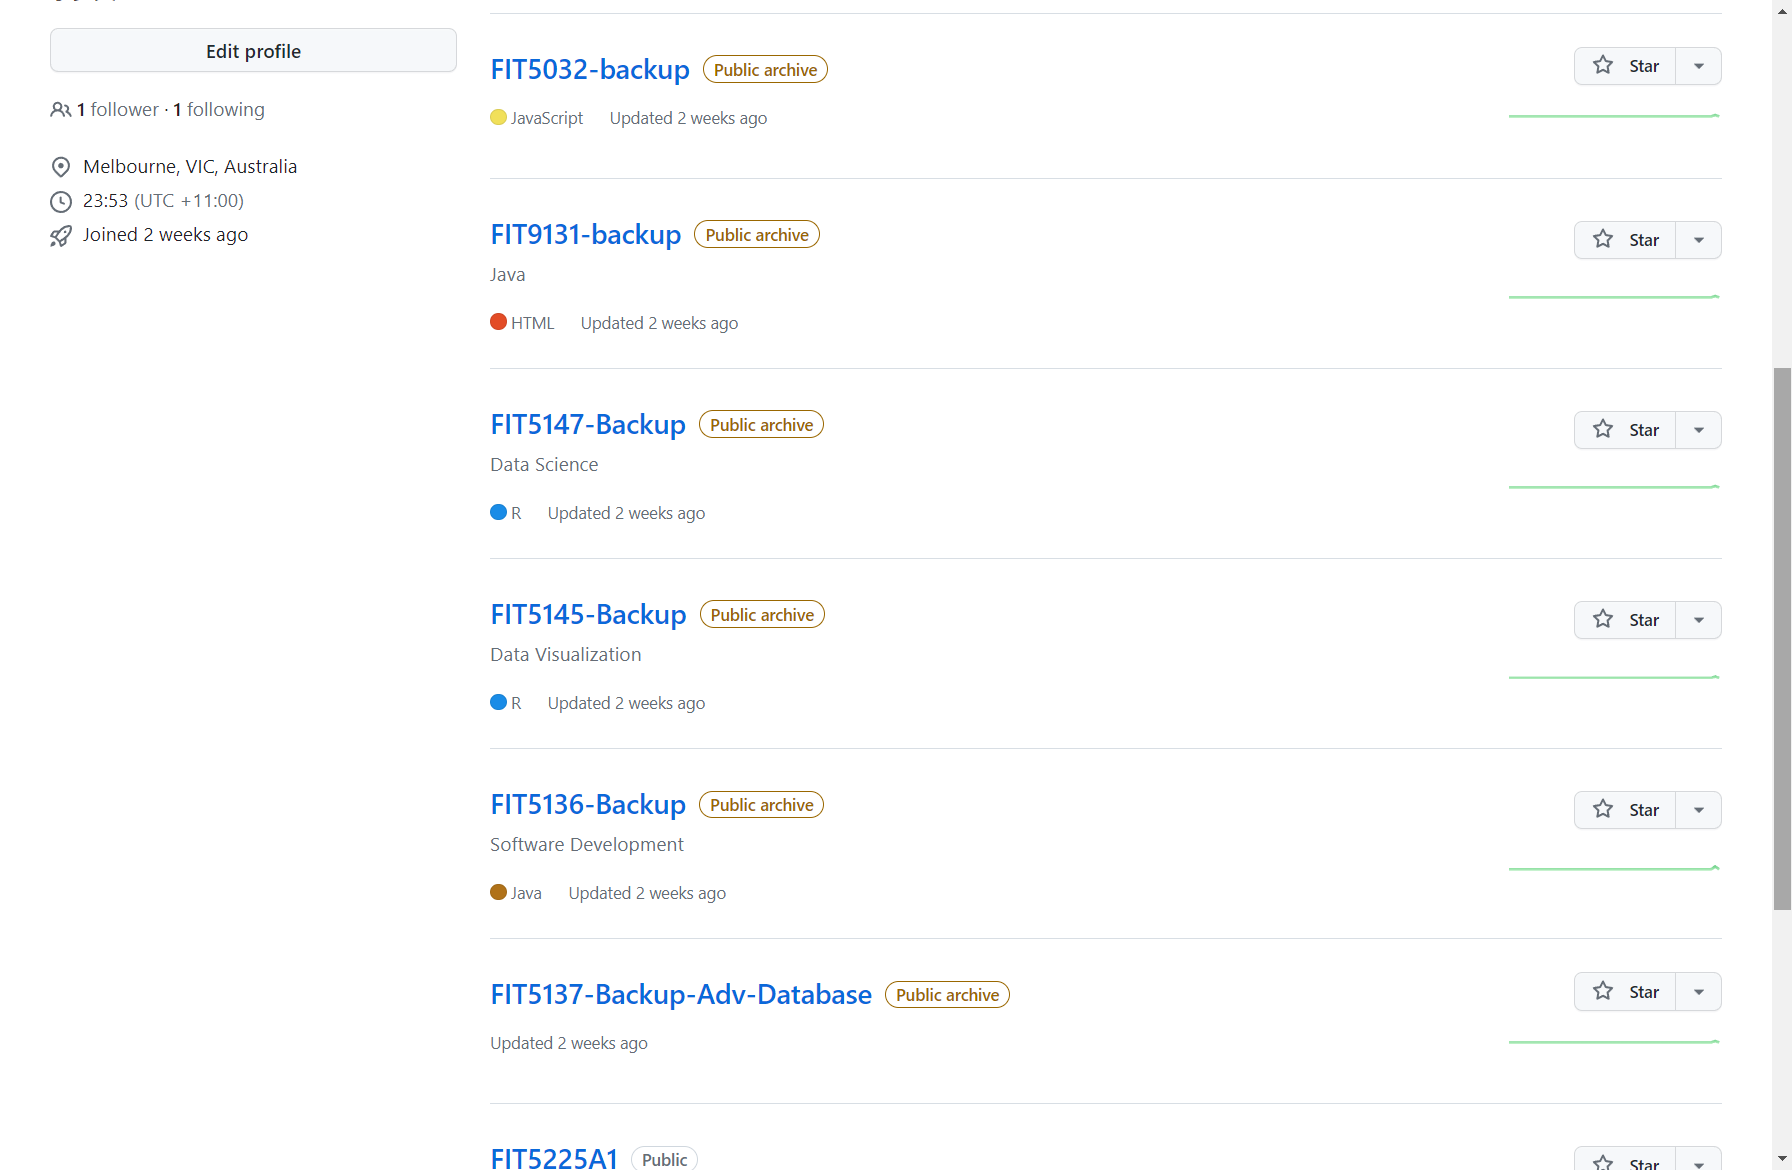 Edit profile
1 follower · 1 following
Melbourne, VIC, Australia
23:53 (UTC +11:00)
Joined 2 weeks ago
FIT5032-backup Public archive
Star
JavaScript Updated 2 weeks ago
FIT9131-backup Public archive
Star
Java
HTML Updated 2 weeks ago
FIT5147-Backup Public archive
Star
Data Science
R Updated 2 weeks ago
FIT5145-Backup Public archive
Star
Data Visualization
R Updated 2 weeks ago
FIT5136-Backup Public archive
Star
Software Development
Java Updated 2 weeks ago
FIT5137-Backup-Adv-Database Public archive
Star
Updated 2 weeks ago
FIT5225A1 Public
Star